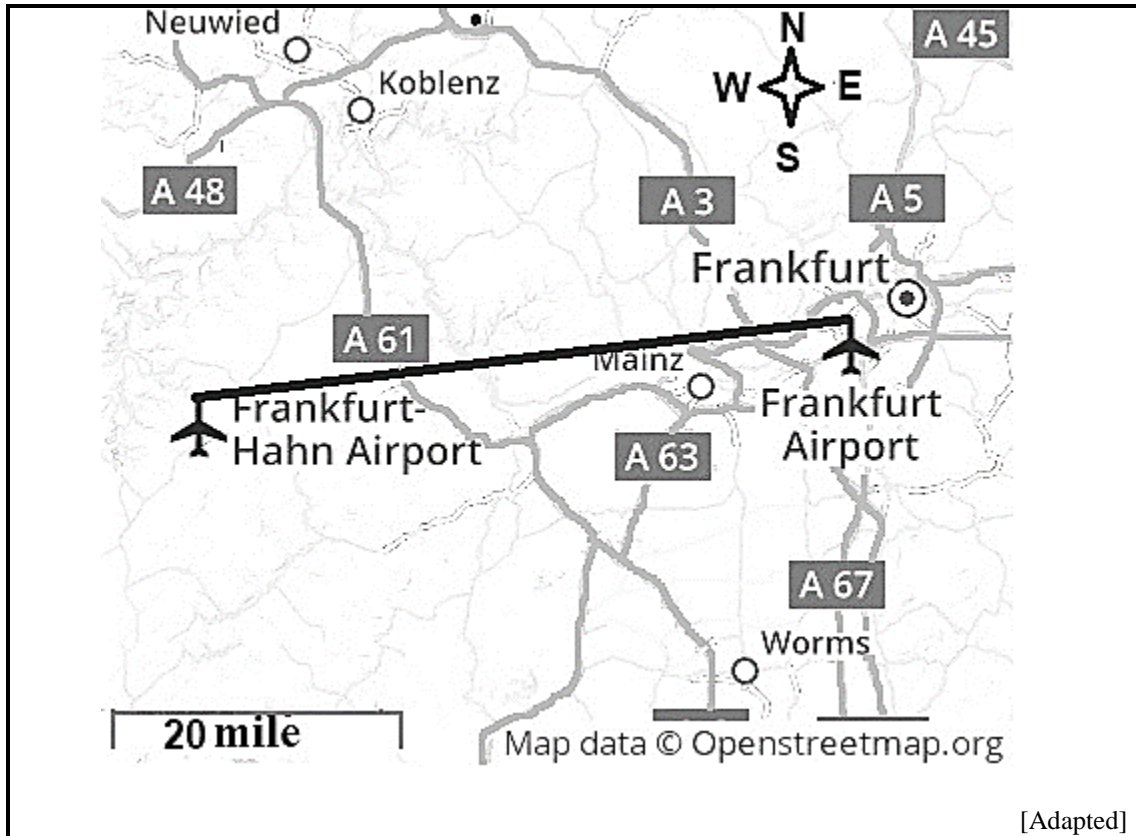 Neuwied
N
A 45
Koblenz
W
E
S
A 48
A 3
A 5
Frankfurt
A 61
Mainz
Frankfurt-
Hahn Airport
Frankfurt
Airport
A 63
A 67
Worms
20 mile
Map data © Openstreetmap.org
[Adapted]